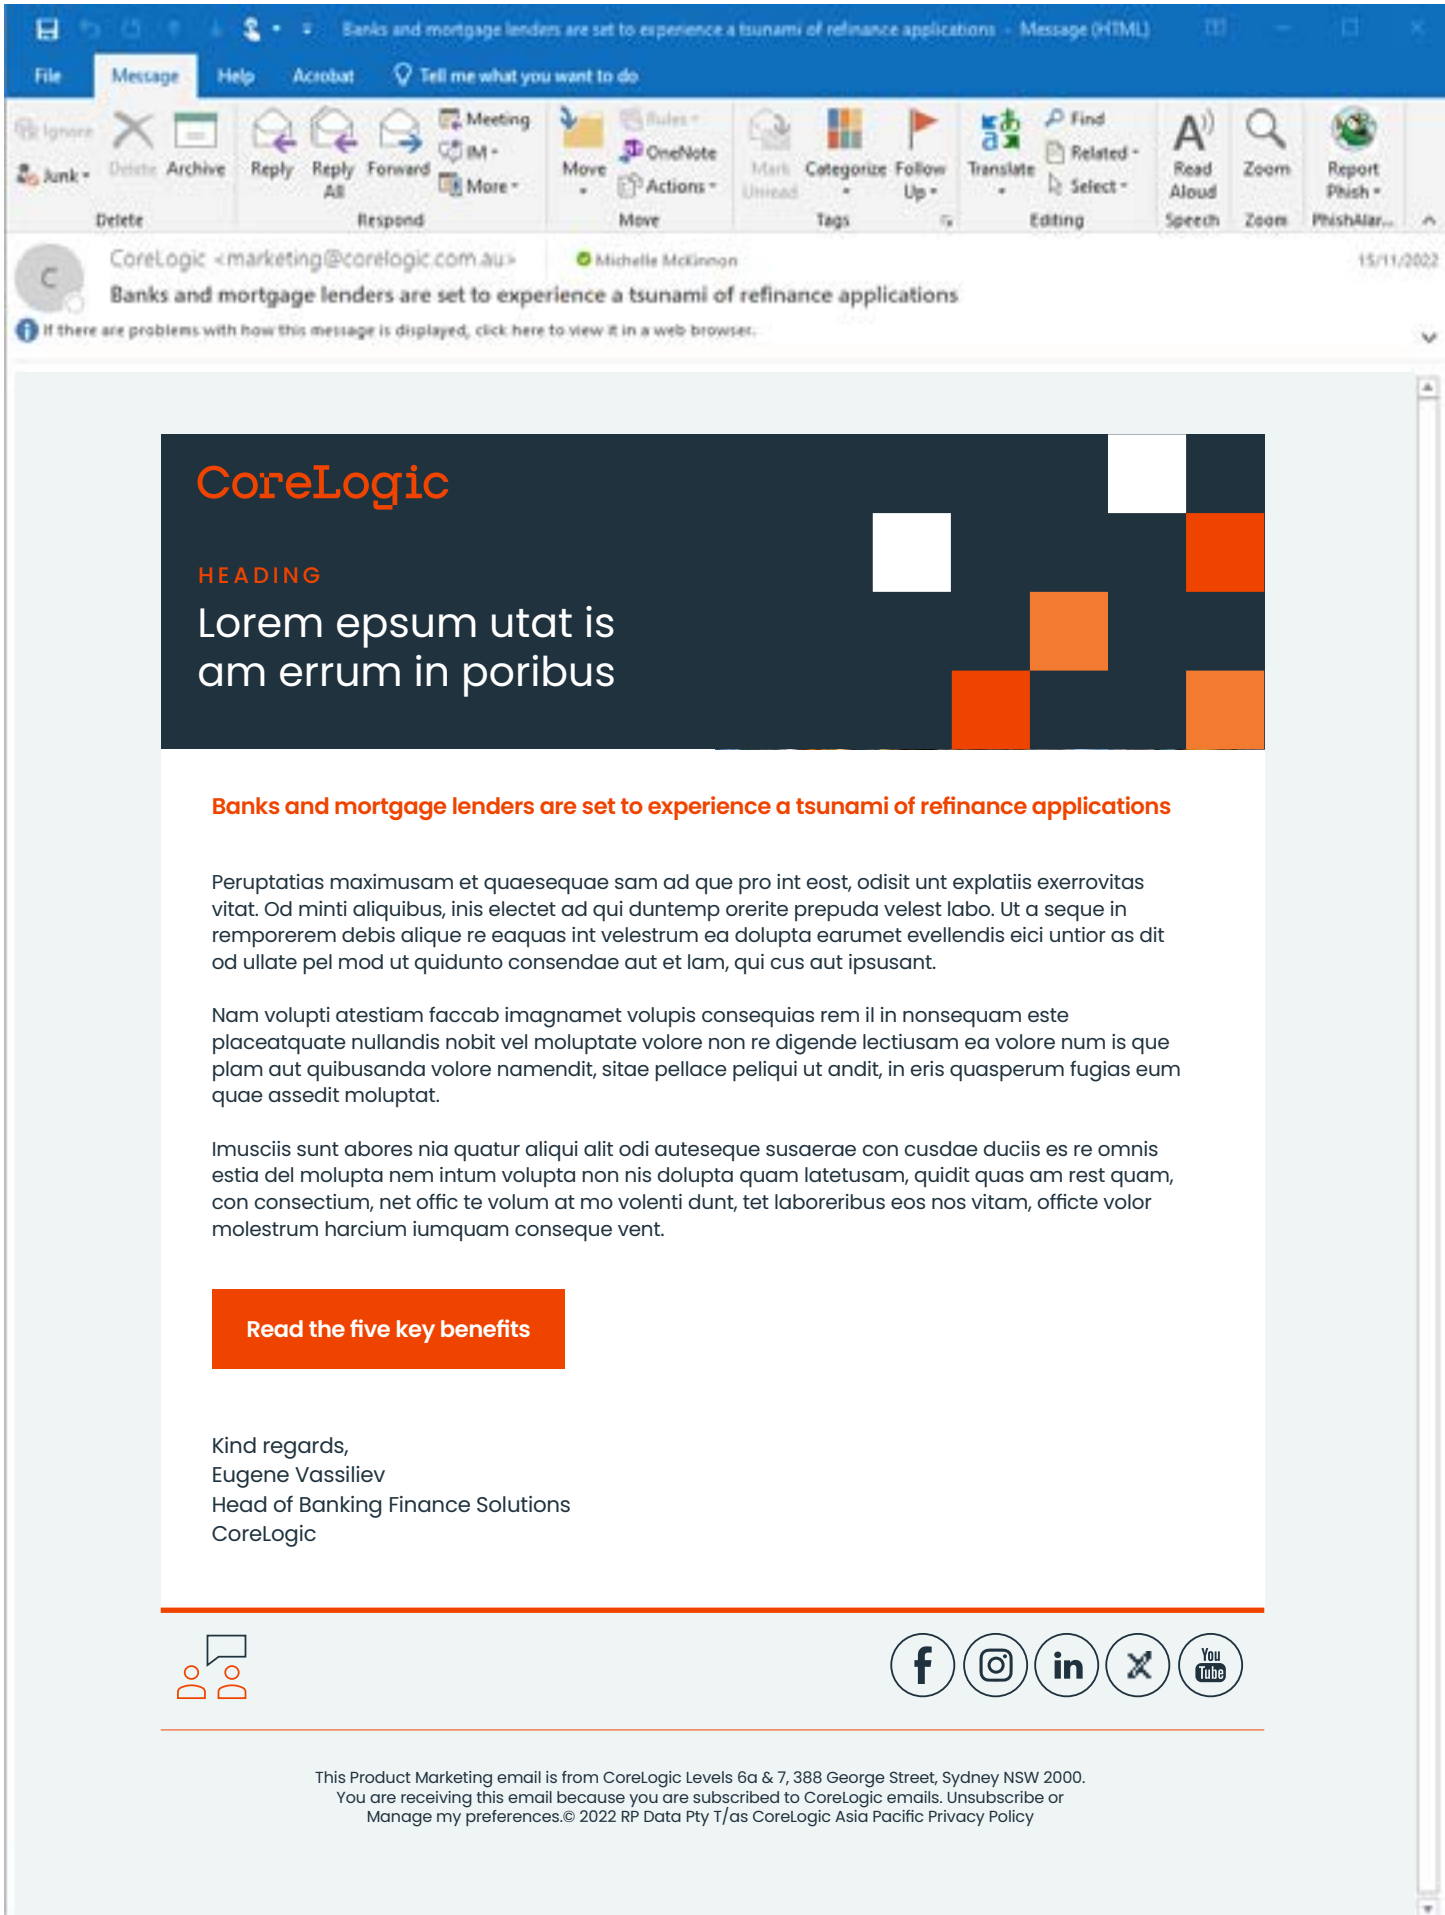 Banks and mortgage lenders are set to experience a tsunami of refinance applications - Message (HTML)
File Message Help Acrobat Tell me what you want to do
Ignore
Junk
Delete
Archive
Delete
Reply
Reply All
Forward
Meeting
IM
More
Respond
Move
Rules
OneNote
Actions
Move
Mark Unread
Categorize
Follow Up
Tags
Translate
Find
Related
Select
Editing
Read Aloud
Speech
Zoom
Zoom
Report Phish
PhishAlar...
C
CoreLogic <marketing@corelogic.com.au> Michelle McKinnon 15/11/2022
Banks and mortgage lenders are set to experience a tsunami of refinance applications
If there are problems with how this message is displayed, click here to view it in a web browser.
CoreLogic
HEADING
Lorem epsum utat is
am errum in poribus
Banks and mortgage lenders are set to experience a tsunami of refinance applications
Peruptatias maximusam et quaesequae sam ad que pro int eost, odisit unt explatiis exerrovitas
vitat. Od minti aliquibus, inis electet ad qui duntemp orerite prepuda velest labo. Ut a seque in
remporerem debis alique re eaquas int velestrum ea dolupta earumet evellendis eici untior as dit
od ullate pel mod ut quidunto consendae aut et lam, qui cus aut ipsusant.
Nam volupti atestiam faccab imagnamet volupis consequias rem il in nonsequam este
placeatquate nullandis nobit vel moluptate volore non re digende lectiusam ea volore num is que
plam aut quibusanda volore namendit, sitae pellace peliqui ut andit, in eris quasperum fugias eum
quae assedit moluptat.
Imusciis sunt abores nia quatur aliqui alit odi auteseque susaerae con cusdae duciis es re omnis
estia del molupta nem intum volupta non nis dolupta quam latetusam, quidit quas am rest quam,
con consectium, net offic te volum at mo volenti dunt, tet laboreribus eos nos vitam, officte volor
molestrum harcium iumquam conseque vent.
Read the five key benefits
Kind regards,
Eugene Vassiliev
Head of Banking Finance Solutions
CoreLogic
f in X You Tube
This Product Marketing email is from CoreLogic Levels 6a & 7, 388 George Street, Sydney NSW 2000.
You are receiving this email because you are subscribed to CoreLogic emails. Unsubscribe or
Manage my preferences.© 2022 RP Data Pty T/as CoreLogic Asia Pacific Privacy Policy